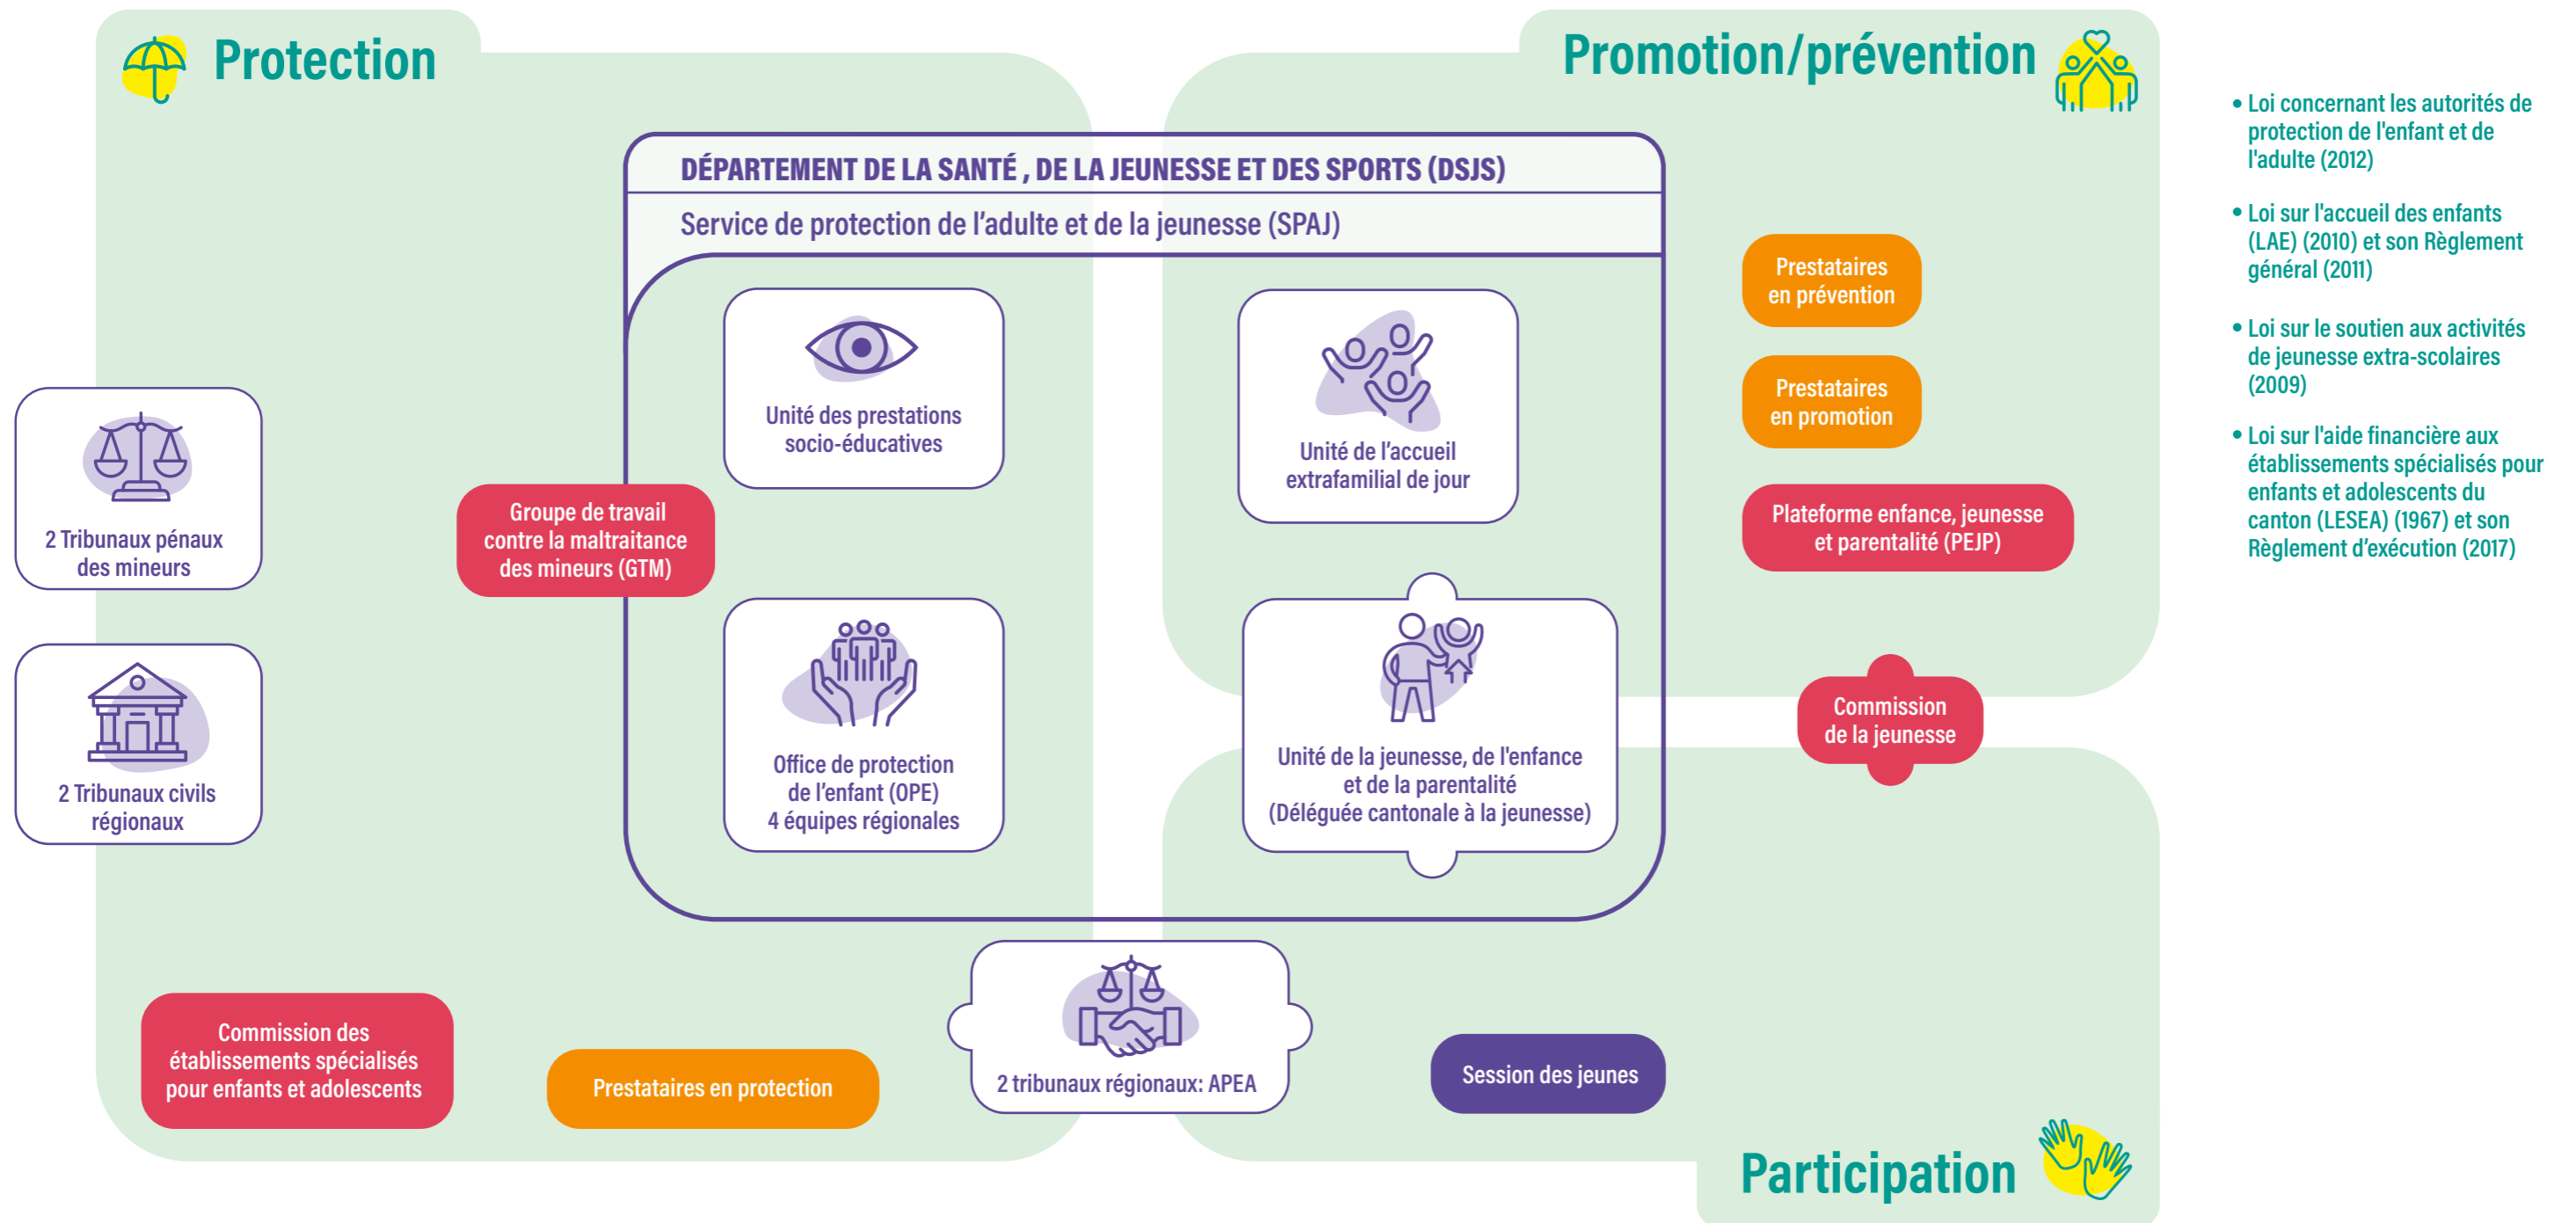 Protection
Promotion/prévention
DÉPARTEMENT DE LA SANTÉ , DE LA JEUNESSE ET DES SPORTS (DSJS)
Service de protection de l’adulte et de la jeunesse (SPAJ)
Unité des prestations
socio-éducatives
Unité de l’accueil
extrafamilial de jour
Prestataires
en prévention
Prestataires
en promotion
2 Tribunaux pénaux
des mineurs
Groupe de travail
contre la maltraitance
des mineurs (GTM)
Plateforme enfance, jeunesse
et parentalité (PEJP)
2 Tribunaux civils
régionaux
Office de protection
de l’enfant (OPE)
4 équipes régionales
Unité de la jeunesse, de l'enfance
et de la parentalité
(Déléguée cantonale à la jeunesse)
Commission
de la jeunesse
Commission des
établissements spécialisés
pour enfants et adolescents
Prestataires en protection
2 tribunaux régionaux: APEA
Session des jeunes
Participation
• Loi concernant les autorités de
protection de l'enfant et de
l'adulte (2012)
• Loi sur l'accueil des enfants
(LAE) (2010) et son Règlement
général (2011)
• Loi sur le soutien aux activités
de jeunesse extra-scolaires
(2009)
• Loi sur l'aide financière aux
établissements spécialisés pour
enfants et adolescents du
canton (LESEA) (1967) et son
Règlement d’exécution (2017)